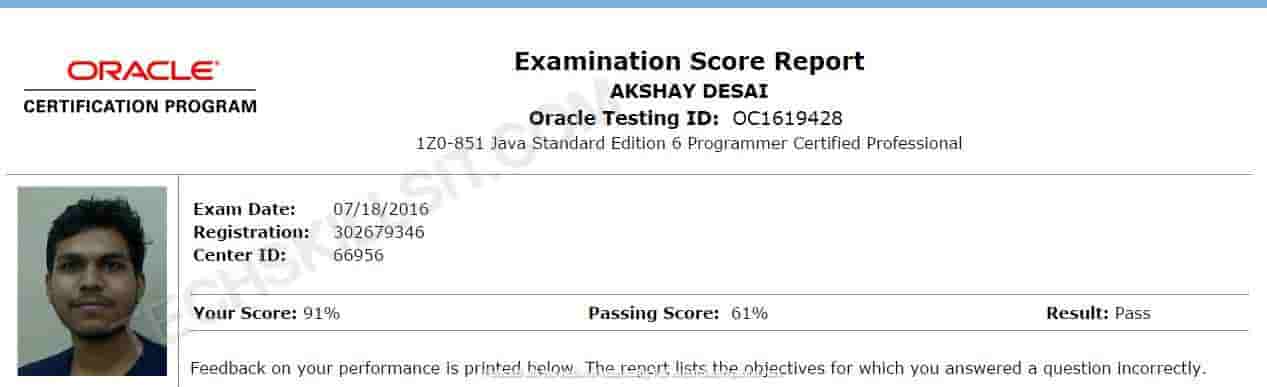 ORACLE®
CERTIFICATION PROGRAM
Examination Score Report
AKSHAY DESAI
Oracle Testing ID: OC1619428
1Z0-851 Java Standard Edition 6 Programmer Certified Professional
Exam Date: 07/18/2016
Registration: 302679346
Center ID: 66956
Your Score: 91% Passing Score: 61% Result: Pass
Feedback on your performance is printed below. The report lists the objectives for which you answered a question incorrectly.
TECHSKILLSIT.COM